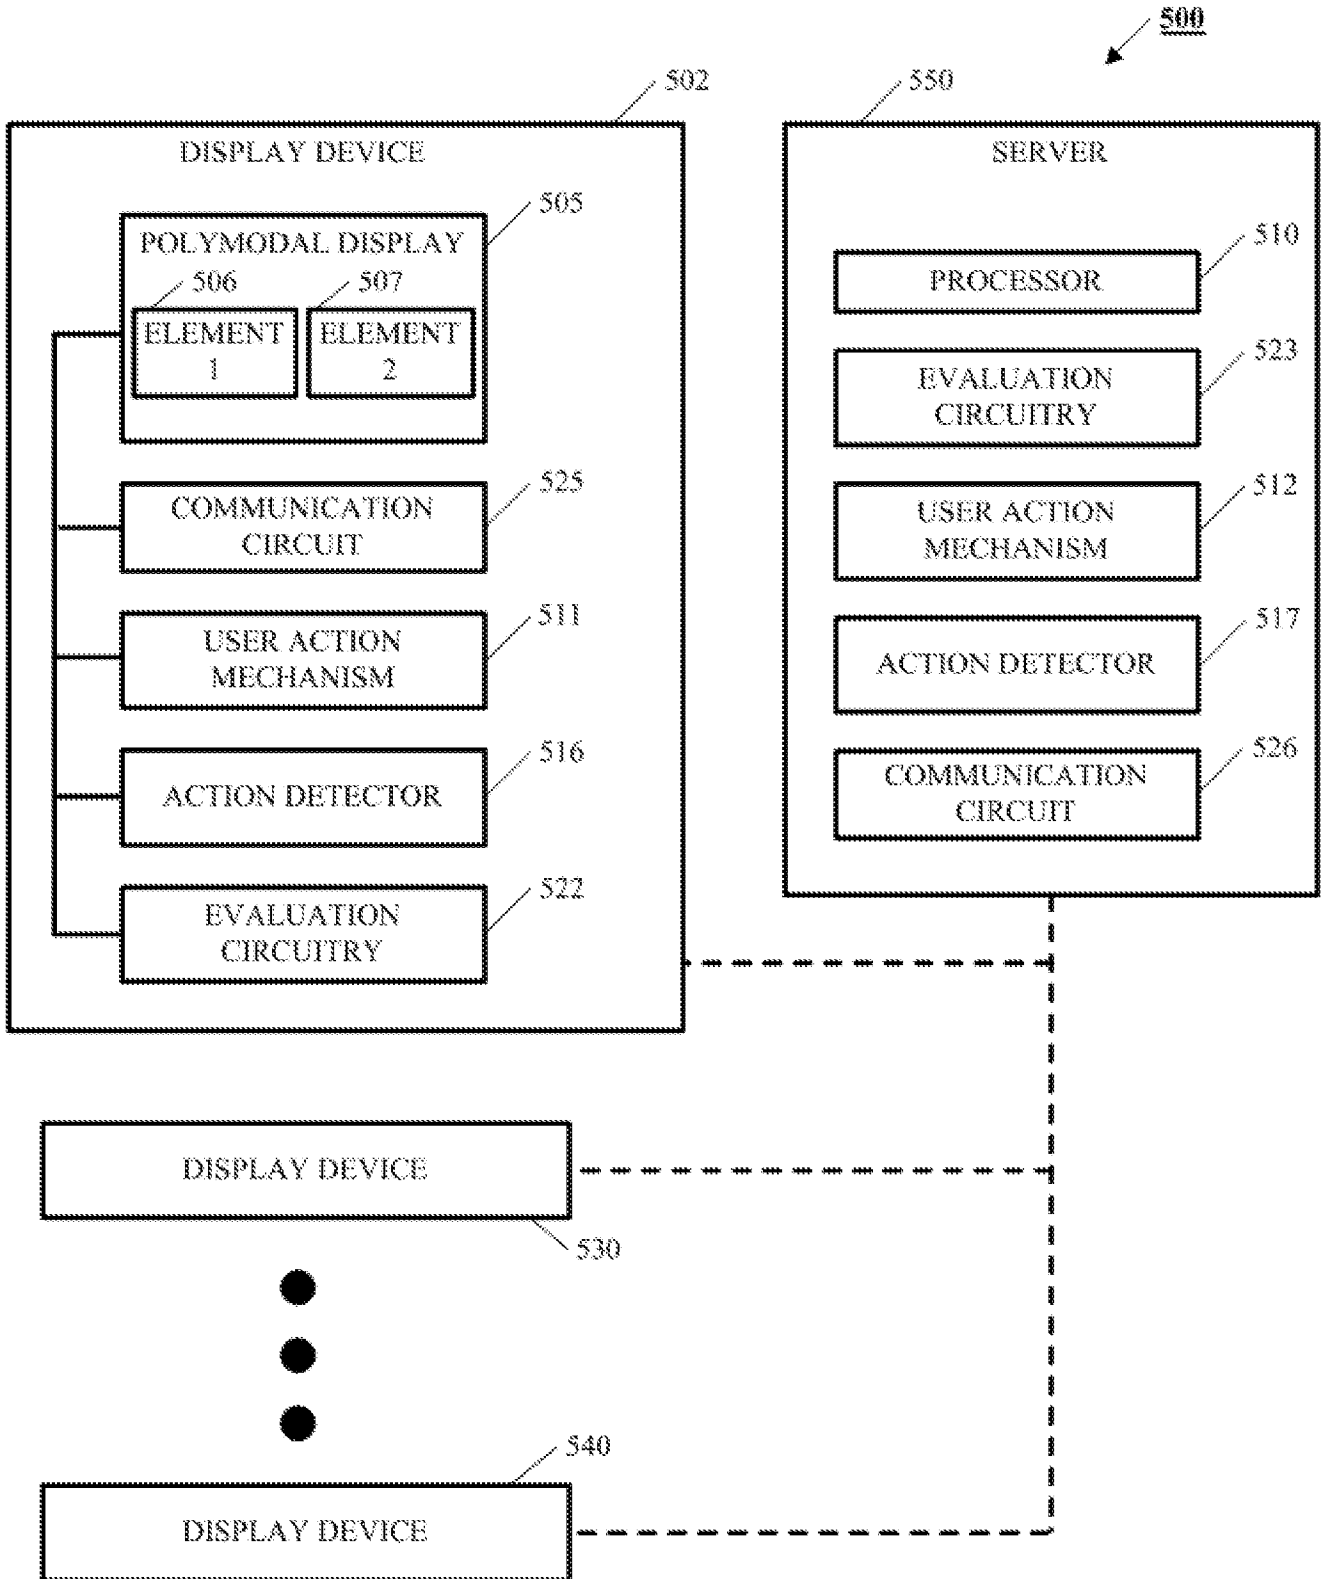 500
502
550
DISPLAY DEVICE
SERVER
505
POLYMODAL DISPLAY
506
507
ELEMENT
1
ELEMENT
2
525
COMMUNICATION
CIRCUIT
511
USER ACTION
MECHANISM
516
ACTION DETECTOR
522
EVALUATION
CIRCUITRY
510
PROCESSOR
523
EVALUATION
CIRCUITRY
512
USER ACTION
MECHANISM
517
ACTION DETECTOR
526
COMMUNICATION
CIRCUIT
DISPLAY DEVICE
530
540
DISPLAY DEVICE